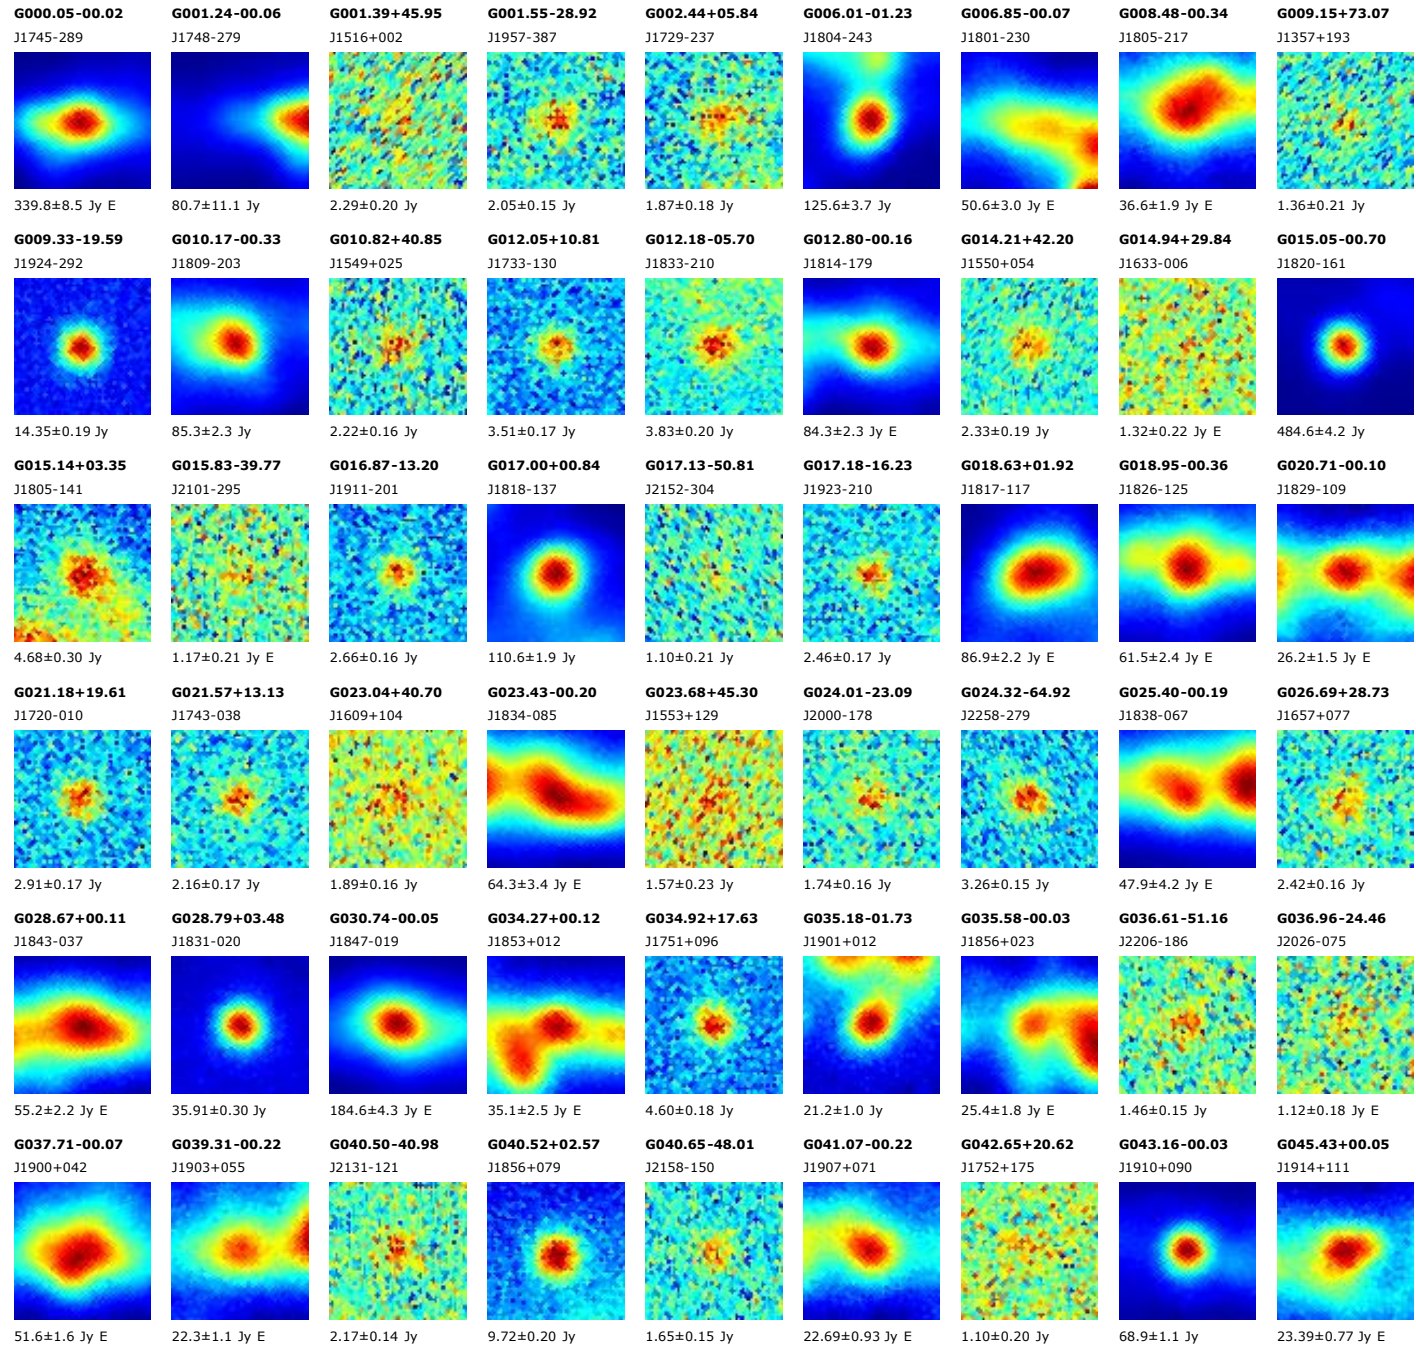 G000.05-00.02 G001.24-00.06 G001.39+45.95 G001.55-28.92 G002.44+05.84 G006.01-01.23 G006.85-00.07 G008.48-00.34 G009.15+73.07
J1745-289 J1748-279 J1516+002 J1957-387 J1729-237 J1804-243 J1801-230 J1805-217 J1357+193
339.8±8.5 Jy E 80.7±11.1 Jy 2.29±0.20 Jy 2.05±0.15 Jy 1.87±0.18 Jy 125.6±3.7 Jy 50.6±3.0 Jy E 36.6±1.9 Jy E 1.36±0.21 Jy
G009.33-19.59 G010.17-00.33 G010.82+40.85 G012.05+10.81 G012.18-05.70 G012.80-00.16 G014.21+42.20 G014.94+29.84 G015.05-00.70
J1924-292 J1809-203 J1549+025 J1733-130 J1833-210 J1814-179 J1550+054 J1633-006 J1820-161
14.35±0.19 Jy 85.3±2.3 Jy 2.22±0.16 Jy 3.51±0.17 Jy 3.83±0.20 Jy 84.3±2.3 Jy E 2.33±0.19 Jy 1.32±0.22 Jy E 484.6±4.2 Jy
G015.14+03.35 G015.83-39.77 G016.87-13.20 G017.00+00.84 G017.13-50.81 G017.18-16.23 G018.63+01.92 G018.95-00.36 G020.71-00.10
J1805-141 J2101-295 J1911-201 J1818-137 J2152-304 J1923-210 J1817-117 J1826-125 J1829-109
4.68±0.30 Jy 1.17±0.21 Jy E 2.66±0.16 Jy 110.6±1.9 Jy 1.10±0.21 Jy 2.46±0.17 Jy 86.9±2.2 Jy E 61.5±2.4 Jy E 26.2±1.5 Jy E
G021.18+19.61 G021.57+13.13 G023.04+40.70 G023.43-00.20 G023.68+45.30 G024.01-23.09 G024.32-64.92 G025.40-00.19 G026.69+28.73
J1720-010 J1743-038 J1609+104 J1834-085 J1553+129 J2000-178 J2258-279 J1838-067 J1657+077
2.91±0.17 Jy 2.16±0.17 Jy 1.89±0.16 Jy 64.3±3.4 Jy E 1.57±0.23 Jy 1.74±0.16 Jy 3.26±0.15 Jy 47.9±4.2 Jy E 2.42±0.16 Jy
G028.67+00.11 G028.79+03.48 G030.74-00.05 G034.27+00.12 G034.92+17.63 G035.18-01.73 G035.58-00.03 G036.61-51.16 G036.96-24.46
J1843-037 J1831-020 J1847-019 J1853+012 J1751+096 J1901+012 J1856+023 J2206-186 J2026-075
55.2±2.2 Jy E 35.91±0.30 Jy 184.6±4.3 Jy E 35.1±2.5 Jy E 4.60±0.18 Jy 21.2±1.0 Jy 25.4±1.8 Jy E 1.46±0.15 Jy 1.12±0.18 Jy E
G037.71-00.07 G039.31-00.22 G040.50-40.98 G040.52+02.57 G040.65-48.01 G041.07-00.22 G042.65+20.62 G043.16-00.03 G045.43+00.05
J1900+042 J1903+055 J2131-121 J1856+079 J2158-150 J1907+071 J1752+175 J1910+090 J1914+111
51.6±1.6 Jy E 22.3±1.1 Jy E 2.17±0.14 Jy 9.72±0.20 Jy 1.65±0.15 Jy 22.69±0.93 Jy E 1.10±0.20 Jy 68.9±1.1 Jy 23.39±0.77 Jy E